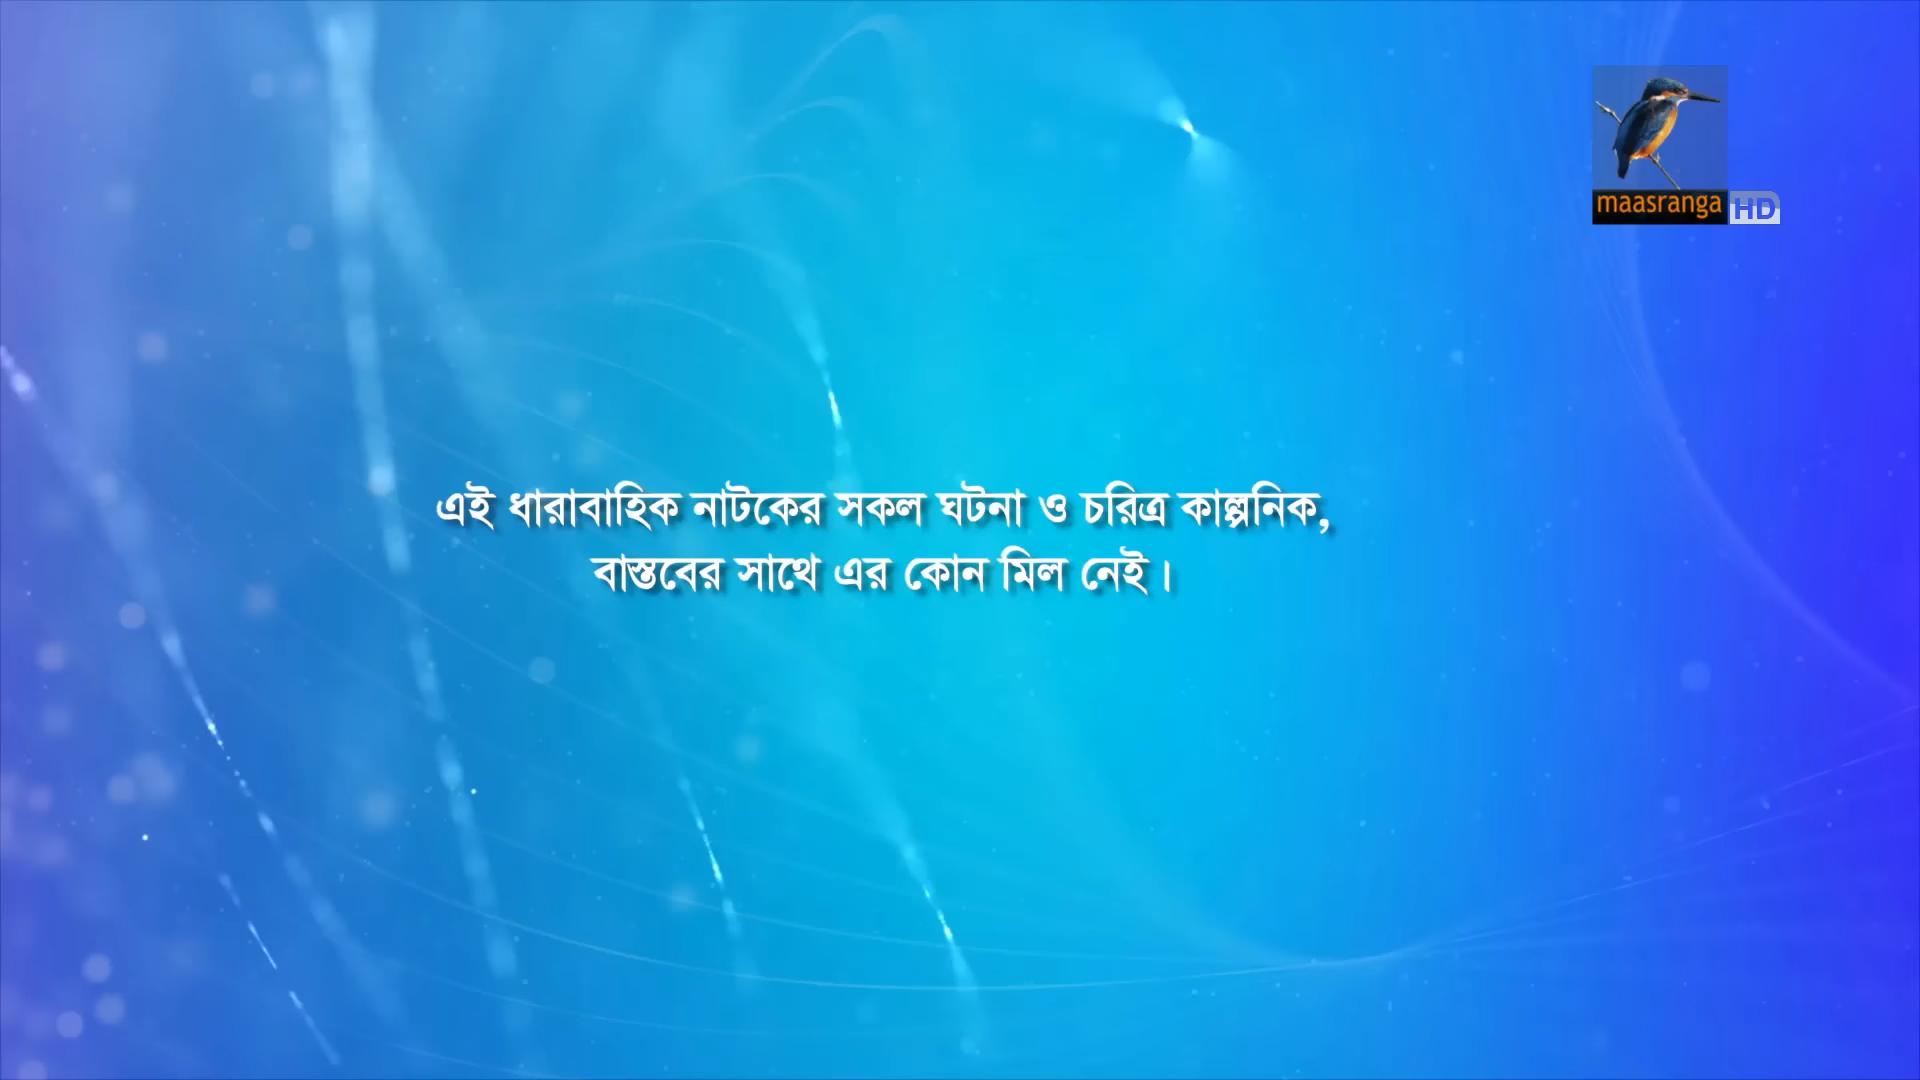 maasranga HD
এই ধারাবাহিক নাটকের সকল ঘটনা ও চরিত্র কাল্পনিক,
বাস্তবের সাথে এর কোন মিল নেই।